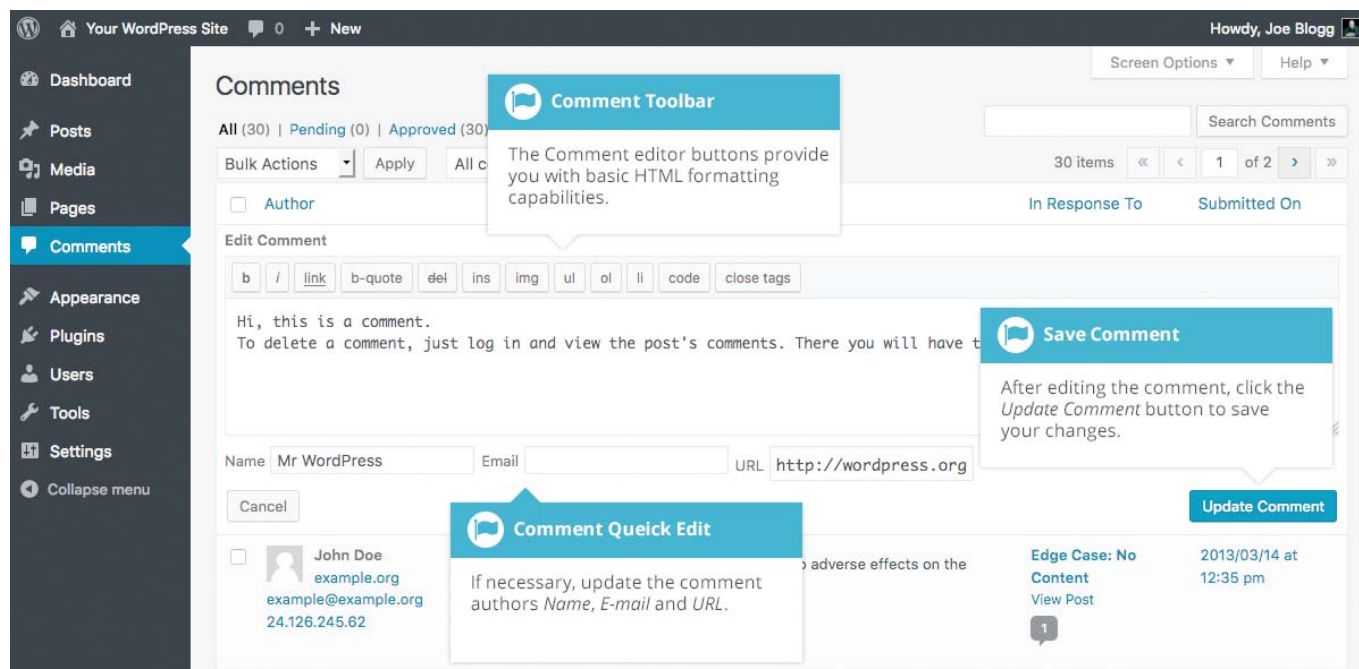 Your WordPress Site 0 + New Howdy, Joe Blogg
Screen Options Help
Dashboard
Posts
Media
Pages
Comments
Appearance
Plugins
Users
Tools
Settings
Collapse menu
Comments
All (30) | Pending (0) | Approved (30)
Search Comments
Bulk Actions Apply All c
30 items « ‹ 1 of 2 › »
Author In Response To Submitted On
Comment Toolbar
The Comment editor buttons provide
you with basic HTML formatting
capabilities.
Edit Comment
b i link b-quote del ins img ul ol li code close tags
Hi, this is a comment.
To delete a comment, just log in and view the post's comments. There you will have t
Save Comment
After editing the comment, click the
Update Comment button to save
your changes.
Name Mr WordPress Email URL http://wordpress.org
Cancel Update Comment
Comment Queick Edit
If necessary, update the comment
authors Name, E-mail and URL.
John Doe
example.org
example@example.org
24.126.245.62
adverse effects on the
Edge Case: No
Content
View Post
1
2013/03/14 at
12:35 pm